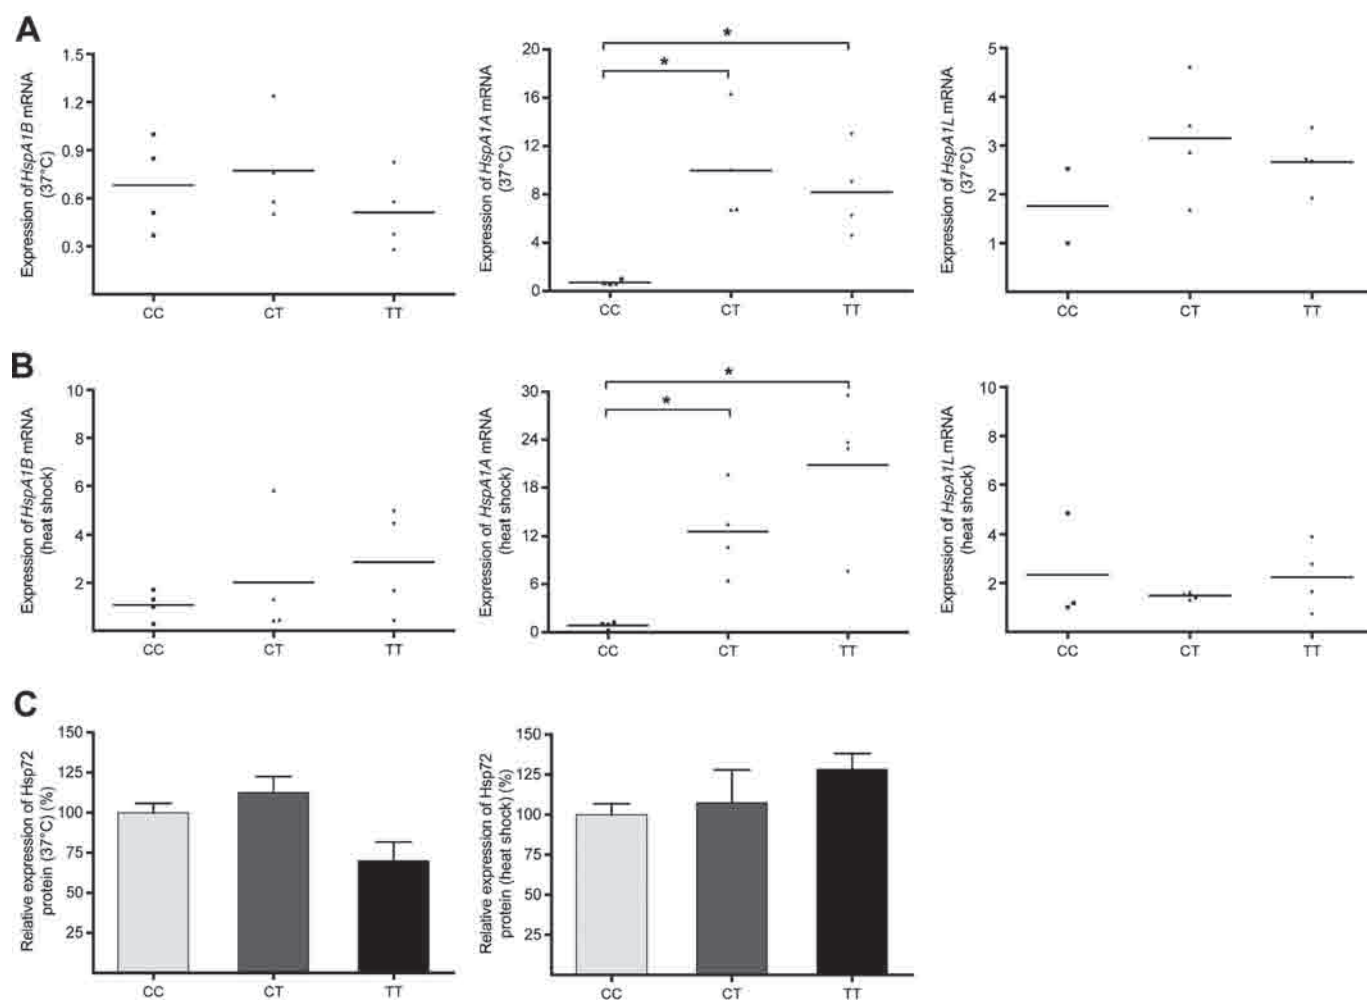 A
Expression of HspA1B mRNA
(37°C)
1.5
1.2
0.9
0.6
0.3
CC CT TT
Expression of HspA1A mRNA
(37°C)
20
16
12
8
4
0
* *
CC CT TT
Expression of HspA1L mRNA
(37°C)
5
4
3
2
1
CC CT TT
B
Expression of HspA1B mRNA
(heat shock)
10
8
6
4
2
CC CT TT
Expression of HspA1A mRNA
(heat shock)
30
24
18
12
6
0
* *
CC CT TT
Expression of HspA1L mRNA
(heat shock)
10
8
6
4
2
CC CT TT
C
Relative expression of Hsp72
protein (37°C) (%)
150
125
100
75
50
25
CC CT TT
Relative expression of Hsp72
protein (heat shock) (%)
150
125
100
75
50
25
CC CT TT